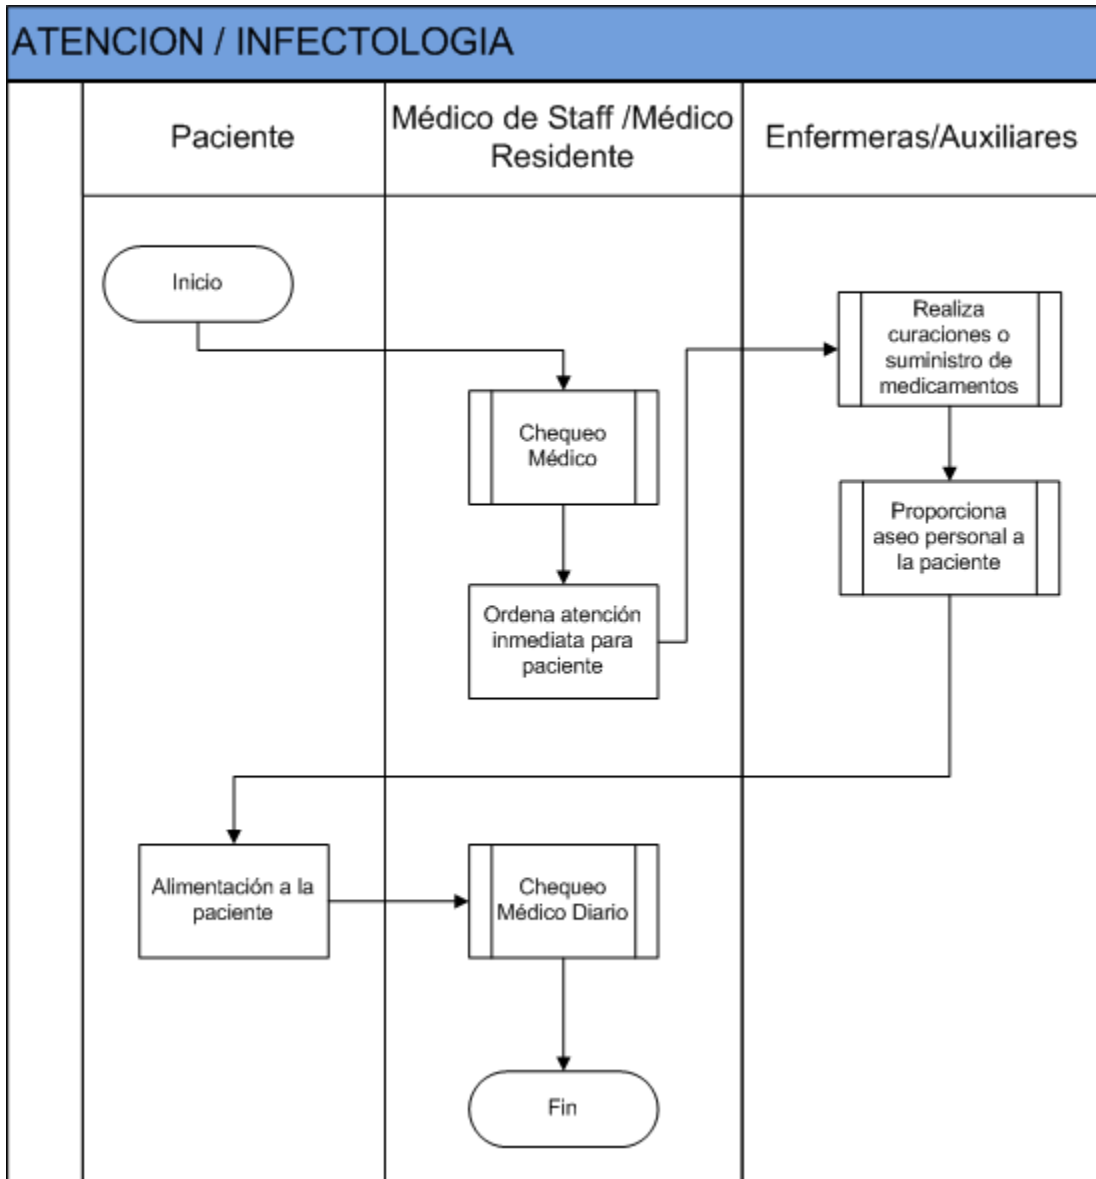 ATENCION / INFECTOLOGIA
Paciente
Médico de Staff /Médico
Residente
Enfermeras/Auxiliares
Inicio
Chequeo
Médico
Ordena atención
inmediata para
paciente
Realiza
curaciones o
suministro de
medicamentos
Proporciona
aseo personal a
la paciente
Alimentación a la
paciente
Chequeo
Médico Diario
Fin